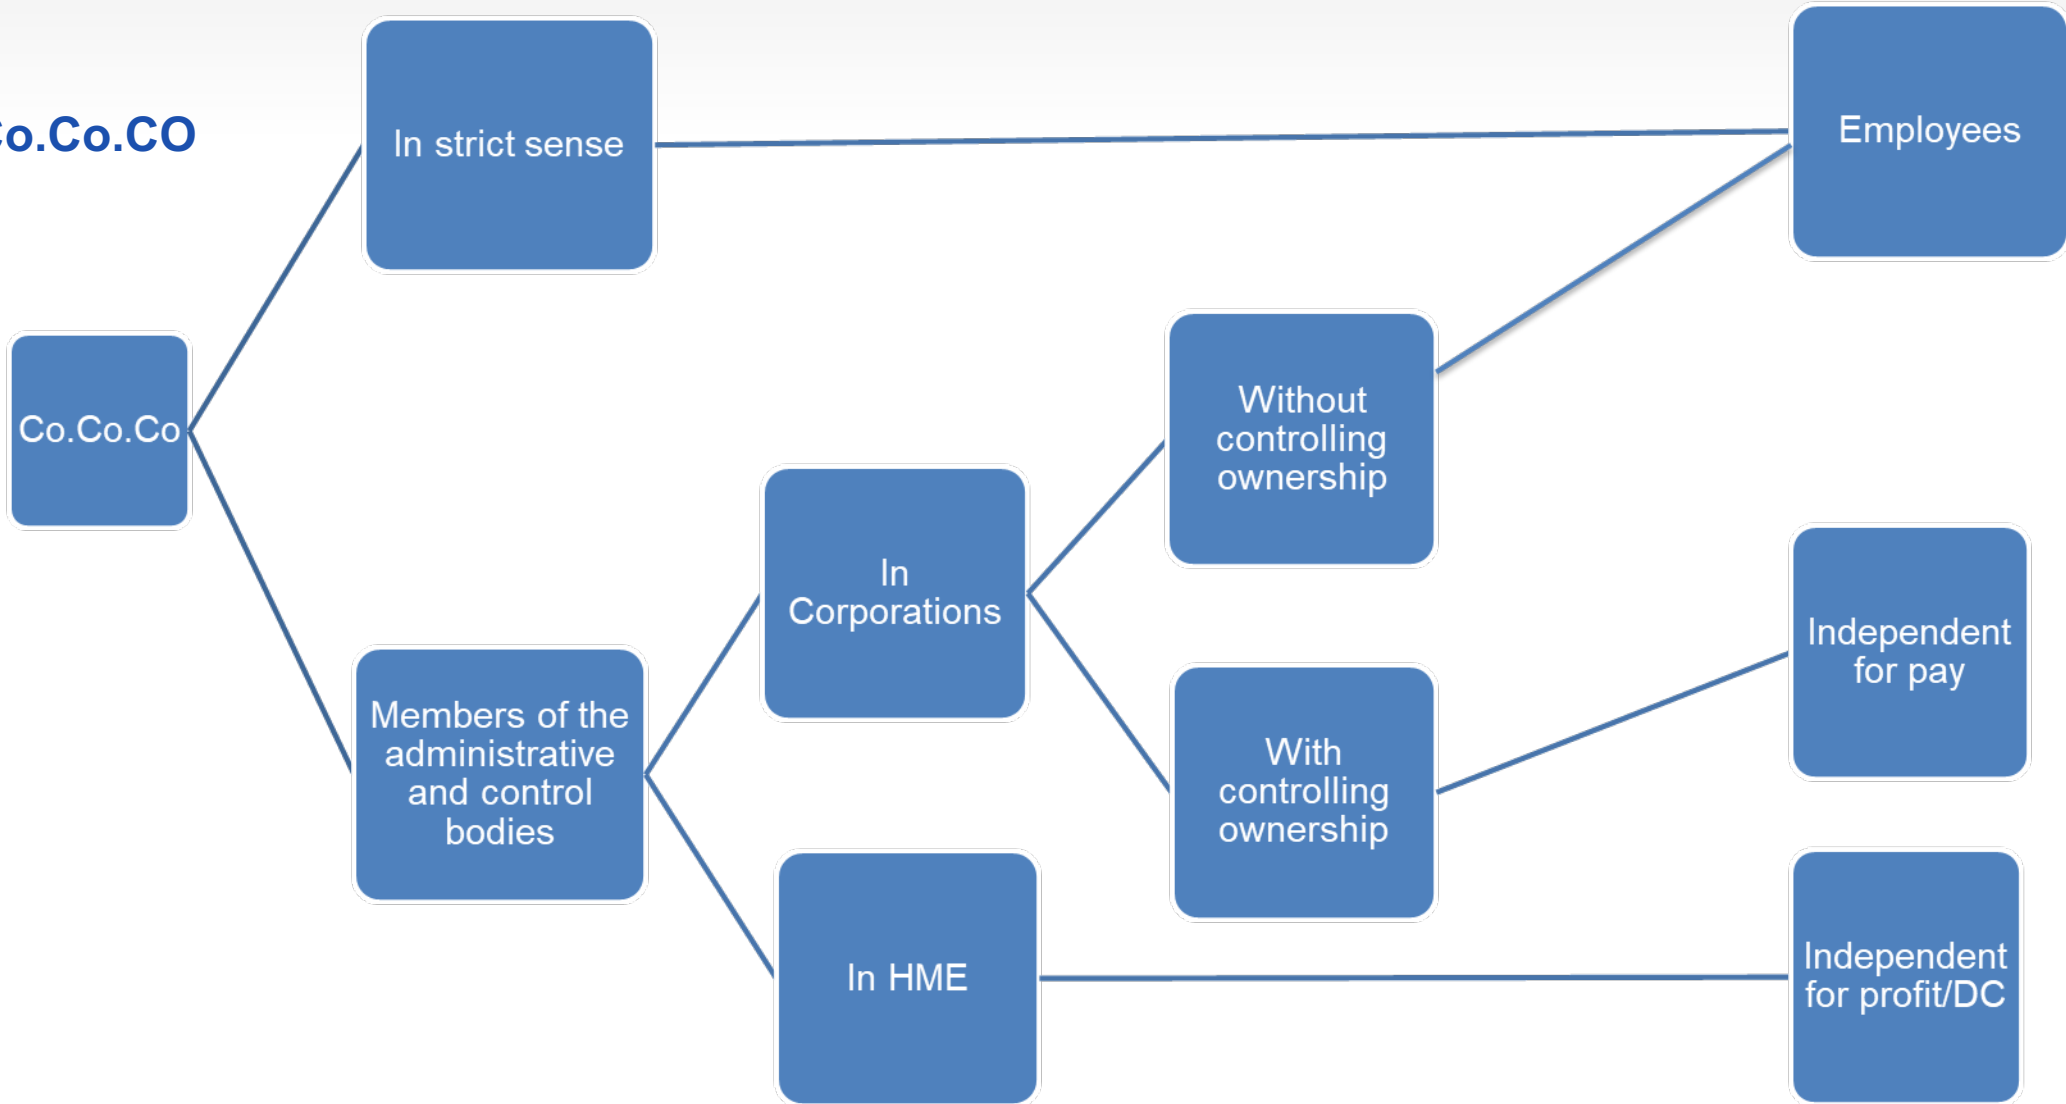 Co.Co.CO
In strict sense
Employees
Co.Co.Co
Without
controlling
ownership
In
Corporations
Independent
for pay
Members of the
administrative
and control
bodies
With
controlling
ownership
In HME
Independent
for profit/DC